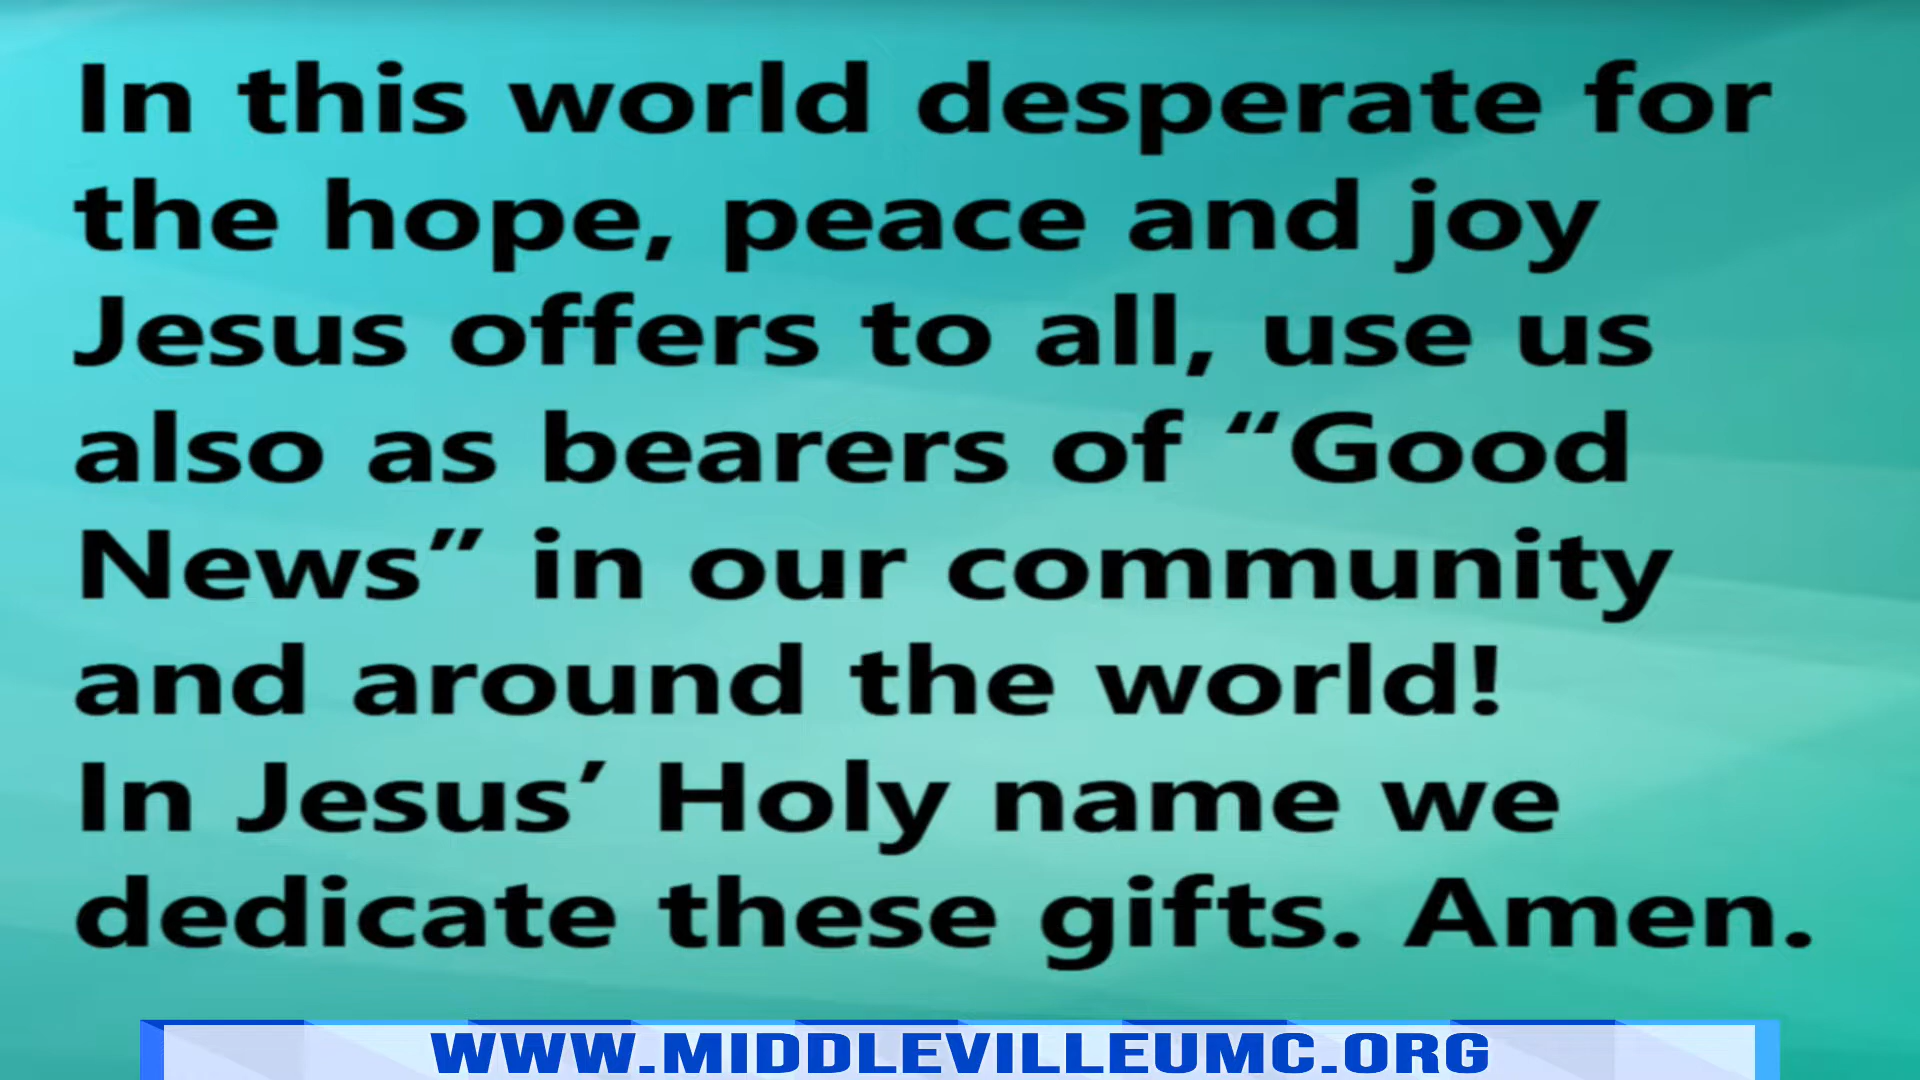 In this world desperate for
the hope, peace and joy
Jesus offers to all, use us
also as bearers of “Good
News” in our community
and around the world!
In Jesus’ Holy name we
dedicate these gifts. Amen.
WWW.MIDDLEVILLEUMC.ORG